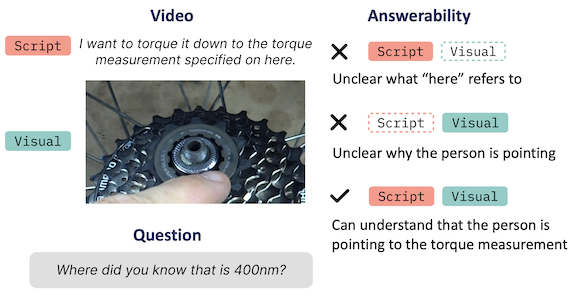 Video
Script
I want to torque it down to the torque
measurement specified on here.
Visual
Question
Where did you know that is 400nm?
Answerability
Script Visual
Unclear what “here” refers to
Script Visual
Unclear why the person is pointing
Script Visual
Can understand that the person is
pointing to the torque measurement